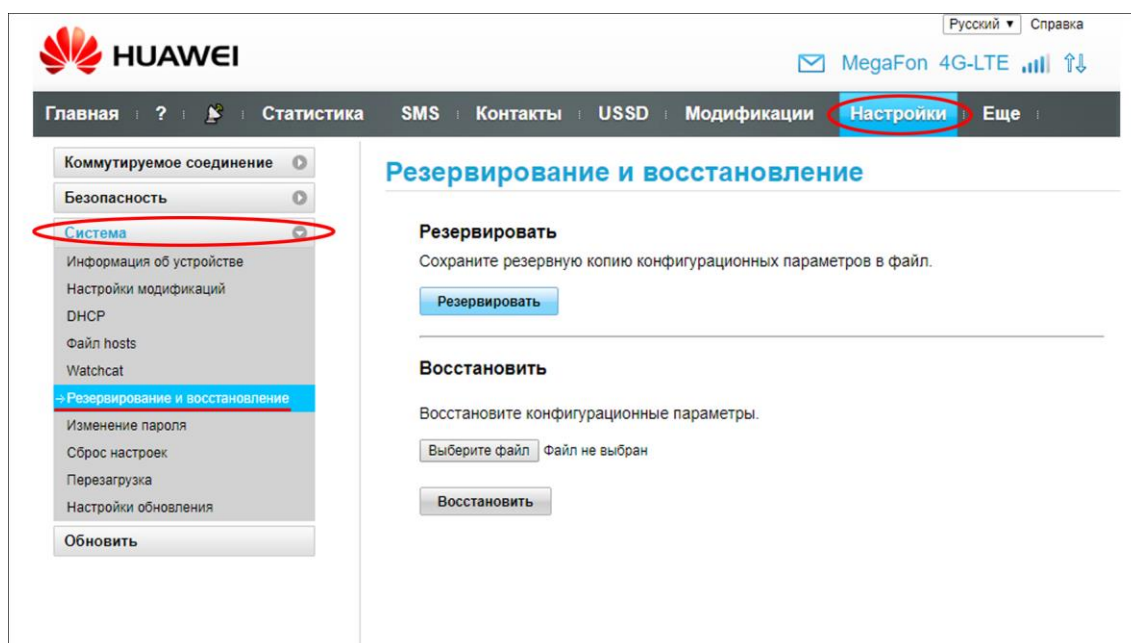 Русский ▼ Справка
HUAWEI
MegaFon 4G-LTE
Главная ? Статистика SMS Контакты USSD Модификации Настройки Еще
Коммутируемое соединение
Безопасность
Система
Информация об устройстве
Настройки модификаций
DHCP
Файл hosts
Watchcat
→Резервирование и восстановление
Изменение пароля
Сброс настроек
Перезагрузка
Настройки обновления
Обновить
Резервирование и восстановление
Резервировать
Сохраните резервную копию конфигурационных параметров в файл.
Резервировать
Восстановить
Восстановите конфигурационные параметры.
Выберите файл Файл не выбран
Восстановить